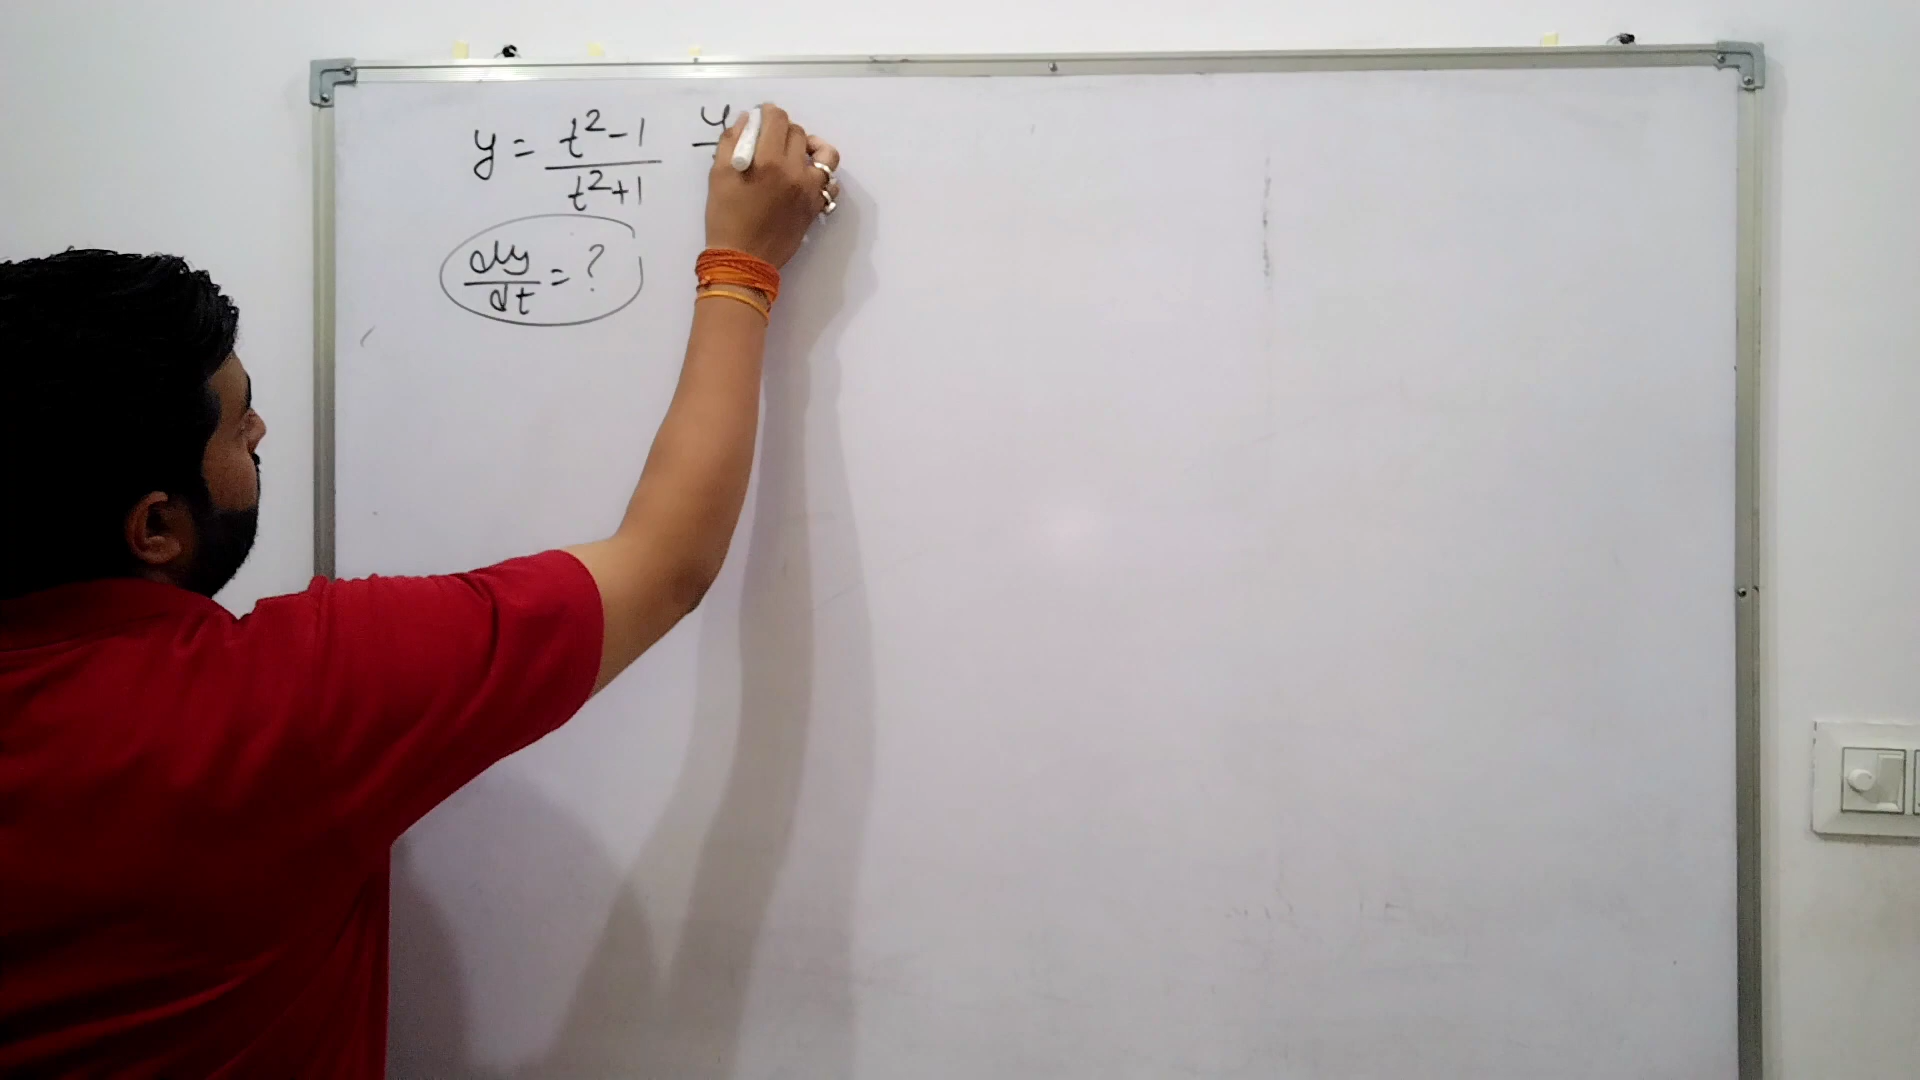 y = t² - 1 / t² + 1
dy/dt = ?